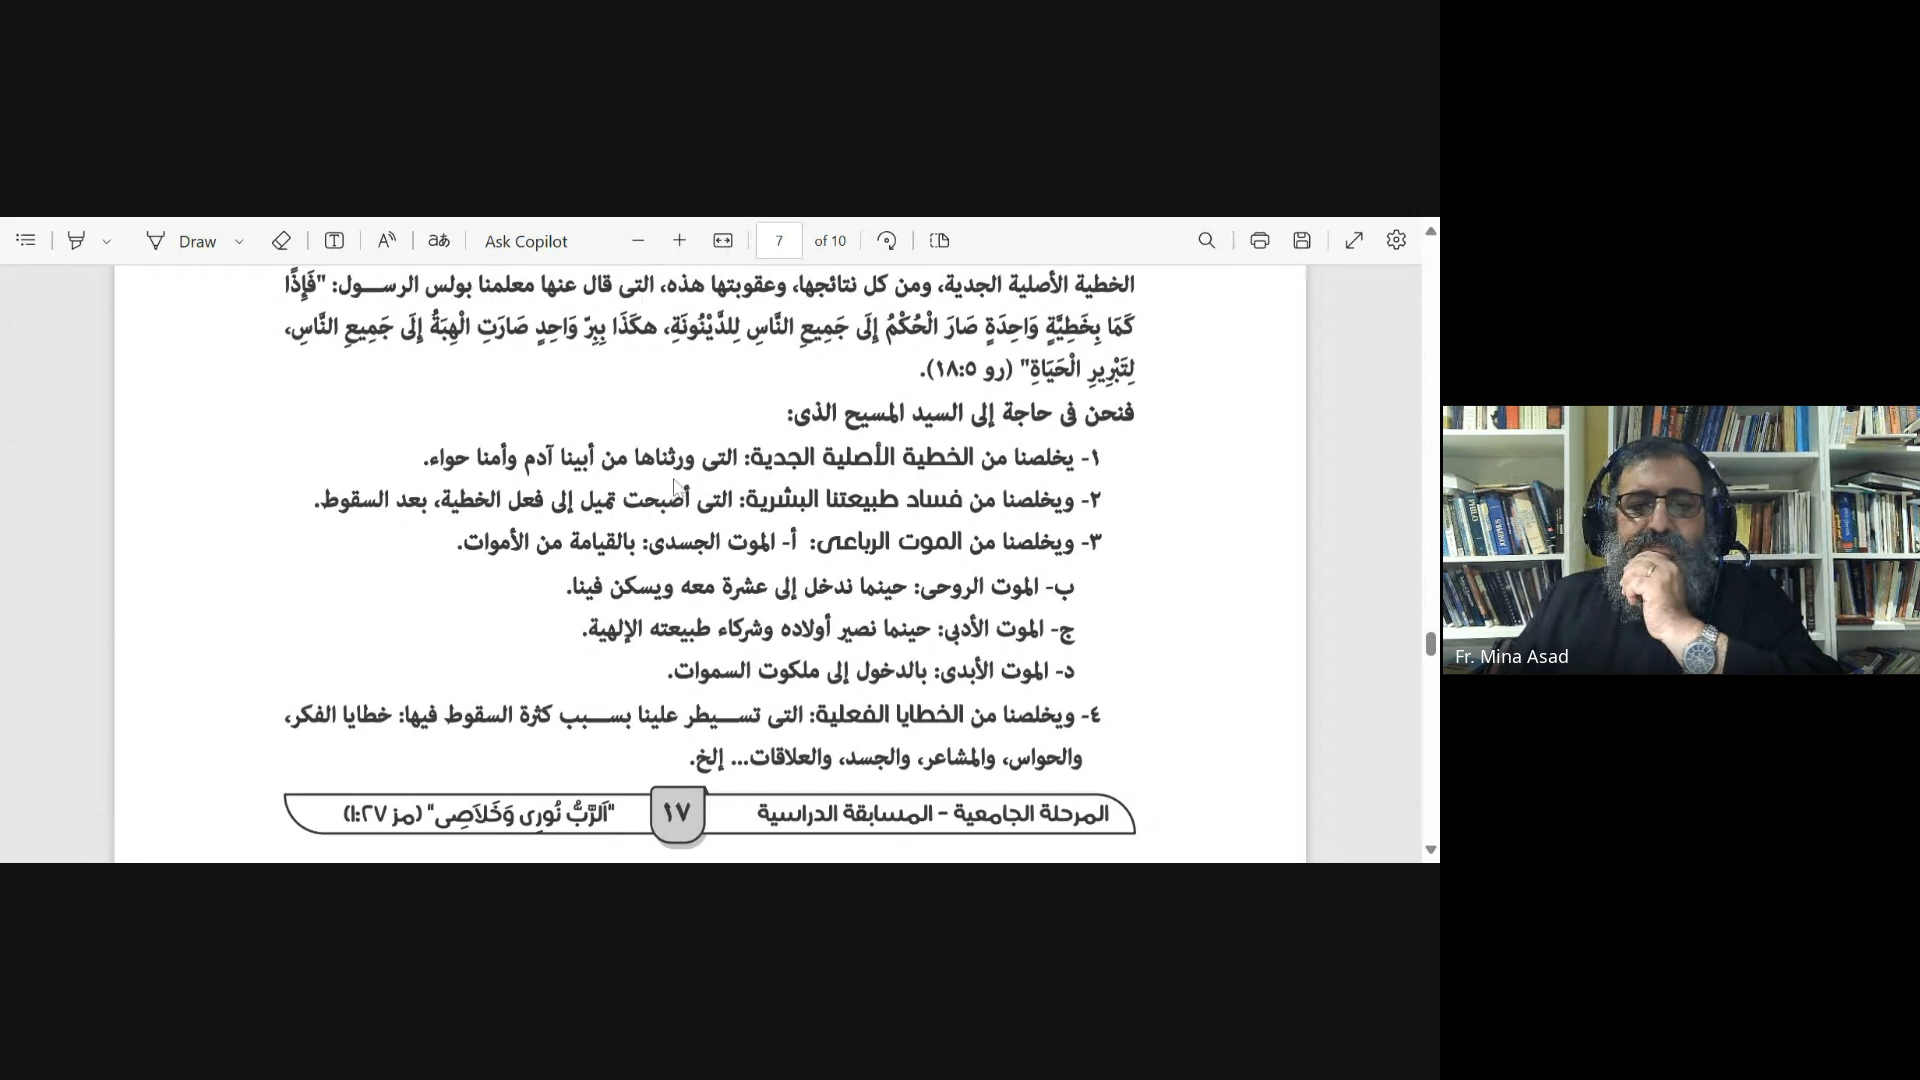 Draw
Ask Copilot
7 of 10
الخطية الأصلية الجدية، ومن كل نتائجها، وعقوبتها هذه، التى قال عنها معلمنا بولس الرســـول: "فَإِذًا
كَمَا بِخَطِيَّةٍ وَاحِدَةٍ صَارَ الْحُكْمُ إِلَى جَمِيعِ النَّاسِ لِلدَّيْنُونَةِ، هكَذَا بِبِرّ وَاحِدٍ صَارَتِ الْهِبَةُ إِلَى جَمِيعِ النَّاسِ،
لِتَبْرِيرِ الْحَيَاةِ" (رو ١٨:٥).
فنحن فى حاجة إلى السيد المسيح الذى:
١- يخلصنا من الخطية الأصلية الجدية: التى ورثناها من أبينا آدم وأمنا حواء.
٢- ويخلصنا من فساد طبيعتنا البشرية: التى أصبحت تميل إلى فعل الخطية، بعد السقوط.
٣- ويخلصنا من الموت الرباعى: أ- الموت الجسدى: بالقيامة من الأموات.
ب- الموت الروحى: حينما ندخل إلى عشرة معه ويسكن فينا.
ج- الموت الأدبى: حينما نصير أولاده وشركاء طبيعته الإلهية.
د- الموت الأبدى: بالدخول إلى ملكوت السموات.
٤- ويخلصنا من الخطايا الفعلية: التى تســـيطر علينا بســـبب كثرة السقوط فيها: خطايا الفكر،
والحواس، والمشاعر، والجسد، والعلاقات... إلخ.
المرحلة الجامعية - المسابقة الدراسية ١٧ "اَلرَّبُّ نُورِى وَخَلاَصِى" (مز ١:٢٧)
Fr. Mina Asad